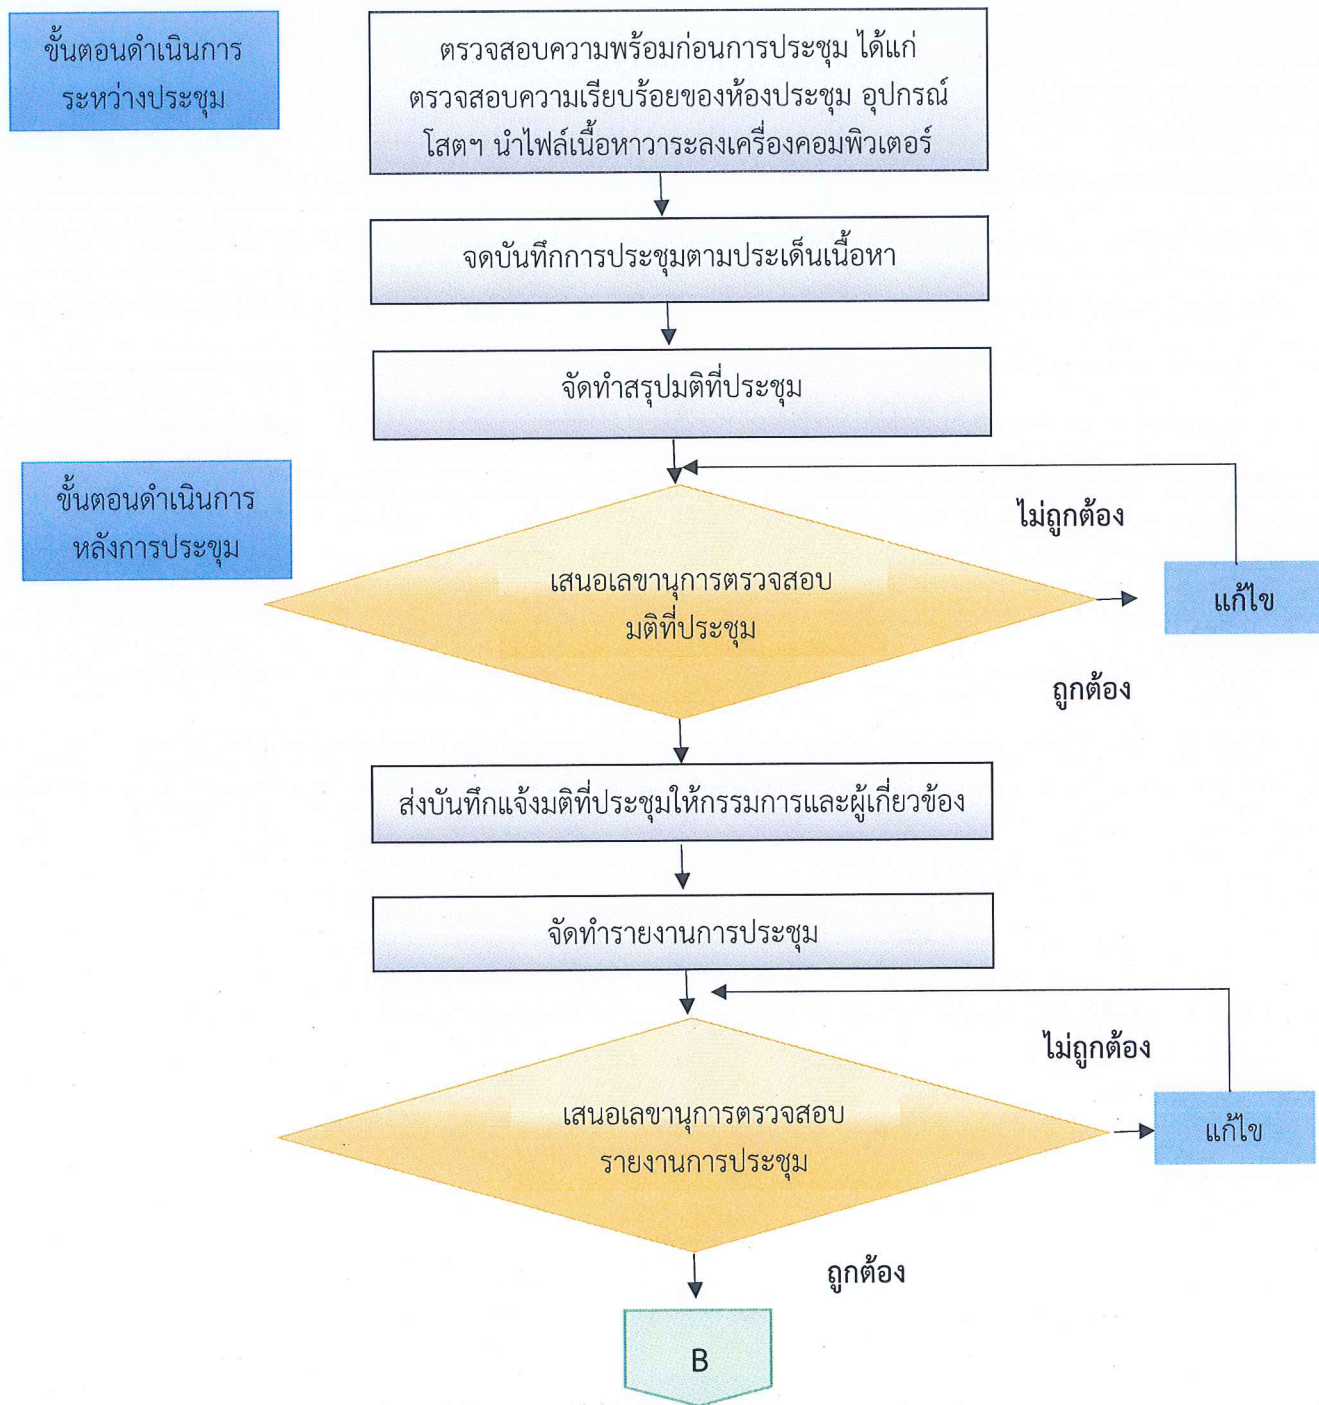 ขั้นตอนดำเนินการ
ระหว่างประชุม
ตรวจสอบความพร้อมก่อนการประชุม ได้แก่
ตรวจสอบความเรียบร้อยของห้องประชุม อุปกรณ์
โสตฯ นำไฟล์เนื้อหาวาระลงเครื่องคอมพิวเตอร์
จดบันทึกการประชุมตามประเด็นเนื้อหา
จัดทำสรุปมติที่ประชุม
ขั้นตอนดำเนินการ
หลังการประขุม
ไม่ถูกต้อง
เสนอเลขานุการตรวจสอบ
มติที่ประชุม
แก้ไข
ถูกต้อง
ส่งบันทึกแจ้งมติที่ประชุมให้กรรมการและผู้เกี่ยวข้อง
จัดทำรายงานการประชุม
ไม่ถูกต้อง
เสนอเลขานุการตรวจสอบ
รายงานการประชุม
แก้ไข
ถูกต้อง
B